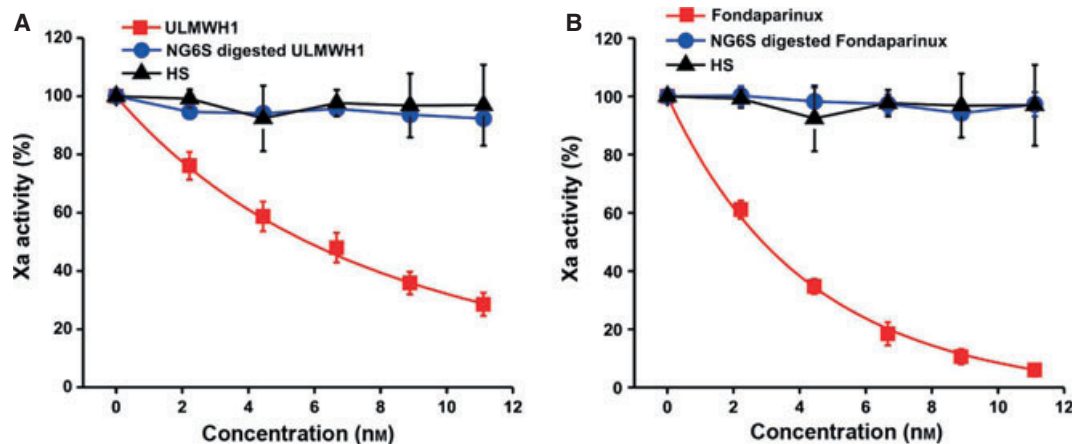 A
ULMWH1
NG6S digested ULMWH1
HS
120
100
80
60
40
20
0
Xa activity (%)
0 2 4 6 8 10 12
Concentration (nM)
B
Fondaparinux
NG6S digested Fondaparinux
HS
120
100
80
60
40
20
0
Xa activity (%)
0 2 4 6 8 10 12
Concentration (nM)